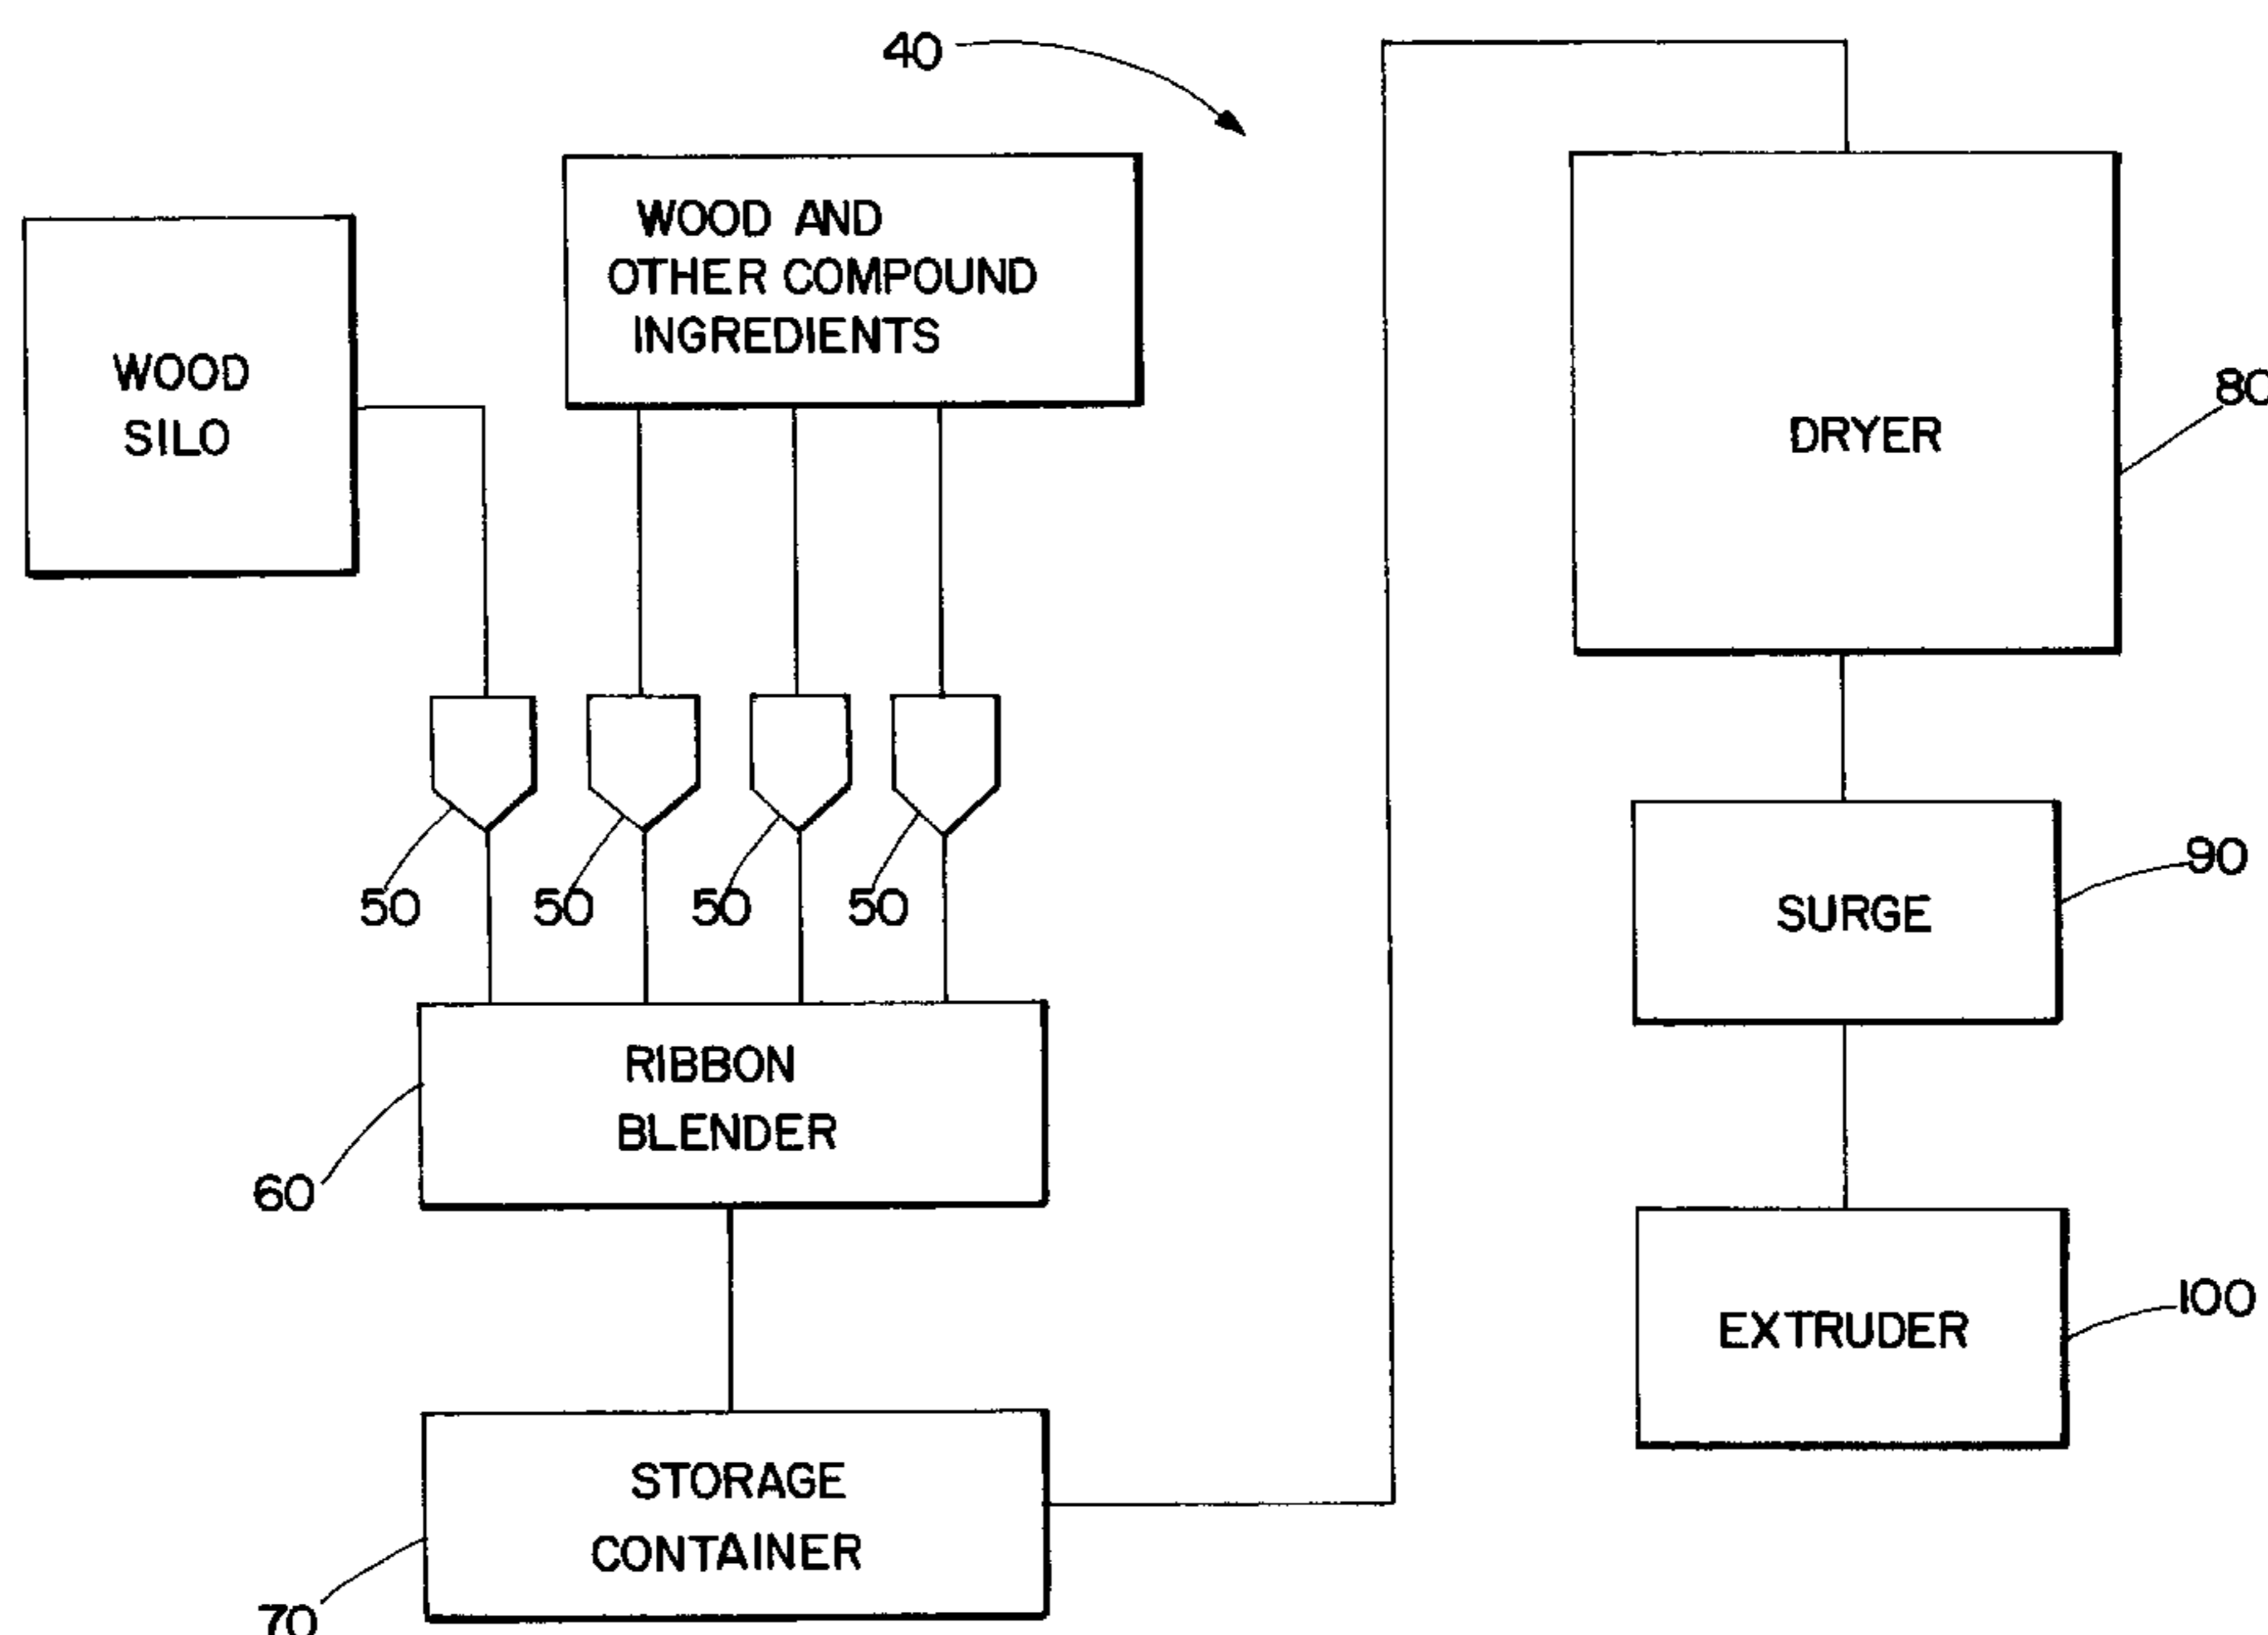 40
WOOD
SILO
WOOD AND
OTHER COMPOUND
INGREDIENTS
50
50
50
50
RIBBON
BLENDER
60
STORAGE
CONTAINER
70
DRYER
80
SURGE
90
EXTRUDER
100